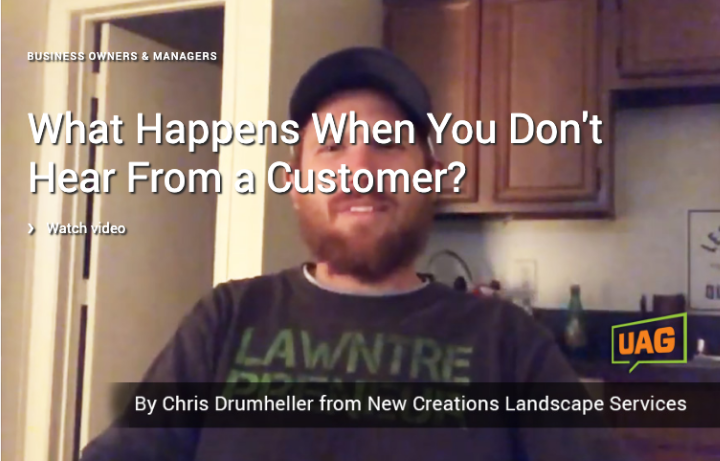 BUSINESS OWNERS & MANAGERS
What Happens When You Don't
Hear From a Customer?
› Watch video
LAWNTRE
PRENEUR
UAG
By Chris Drumheller from New Creations Landscape Services